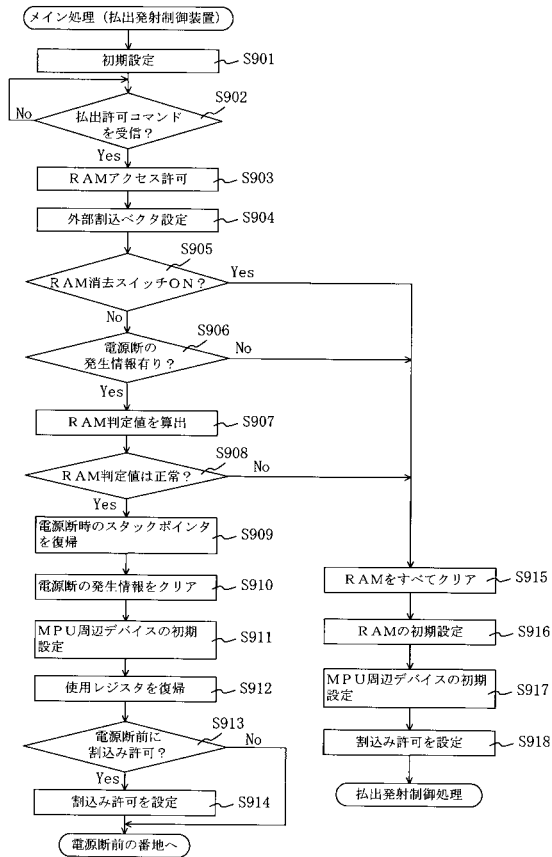 メイン処理（払出発射制御装置）
初期設定
S901
S902
払出許可コマンド
を受信？
No
Yes
ＲＡＭアクセス許可
S903
外部割込ベクタ設定
S904
S905
ＲＡＭ消去スイッチＯＮ？
Yes
No
S906
電源断の
発生情報有り？
No
Yes
ＲＡＭ判定値を算出
S907
S908
ＲＡＭ判定値は正常？
No
Yes
電源断時のスタックポインタ
を復帰
S909
電源断の発生情報をクリア
S910
ＭＰＵ周辺デバイスの初期
設定
S911
使用レジスタを復帰
S912
S913
電源断前に
割込み許可？
No
Yes
割込み許可を設定
S914
電源断前の番地へ
ＲＡＭをすべてクリア
S915
ＲＡＭの初期設定
S916
ＭＰＵ周辺デバイスの初期
設定
S917
割込み許可を設定
S918
払出発射制御処理